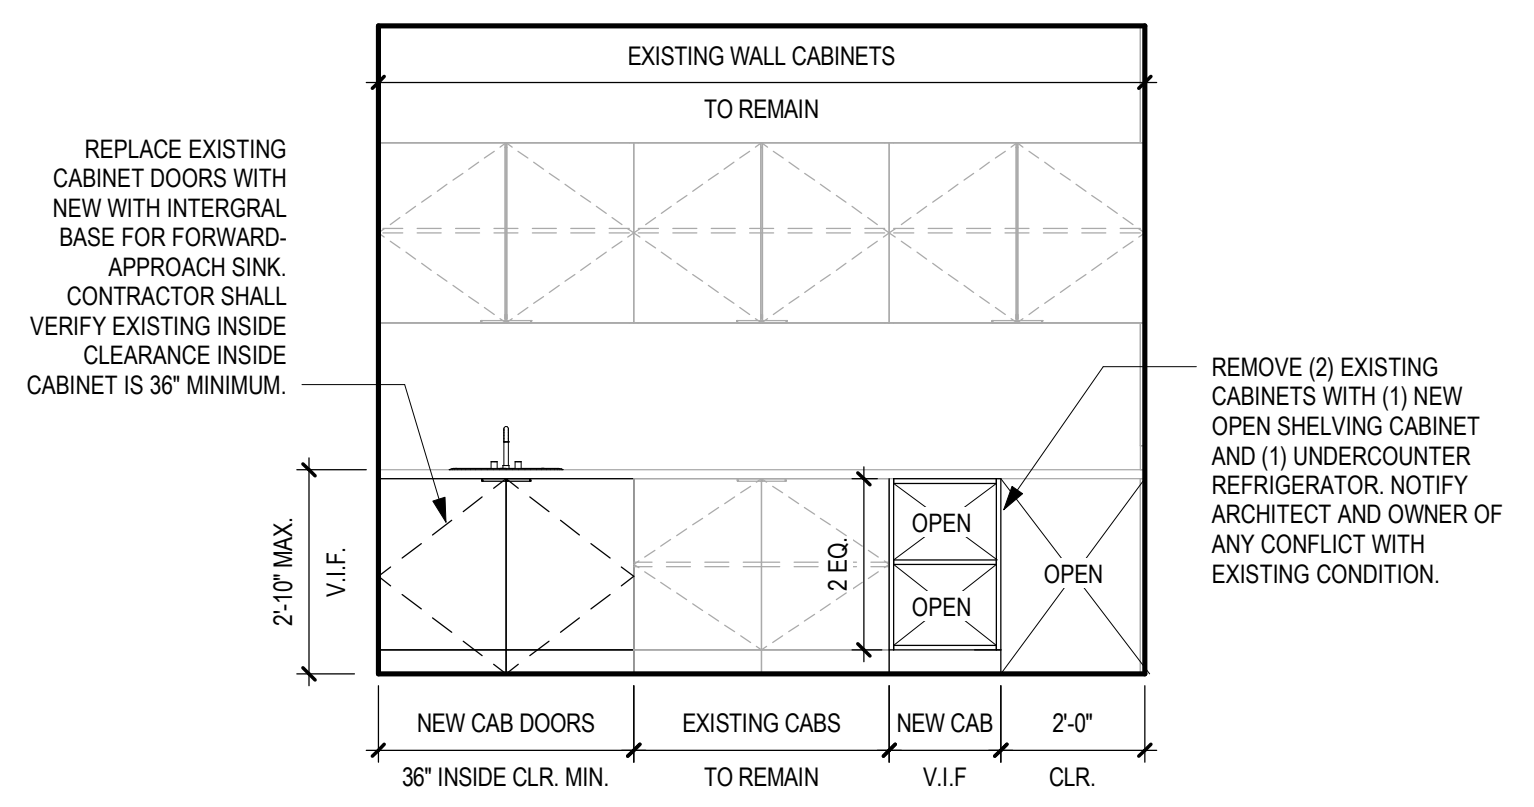 EXISTING WALL CABINETS
TO REMAIN
REPLACE EXISTING
CABINET DOORS WITH
NEW WITH INTERGRAL
BASE FOR FORWARD-
APPROACH SINK.
CONTRACTOR SHALL
VERIFY EXISTING INSIDE
CLEARANCE INSIDE
CABINET IS 36" MINIMUM.
REMOVE (2) EXISTING
CABINETS WITH (1) NEW
OPEN SHELVING CABINET
AND (1) UNDERCOUNTER
REFRIGERATOR. NOTIFY
ARCHITECT AND OWNER OF
ANY CONFLICT WITH
EXISTING CONDITION.
2'-10" MAX.
V.I.F.
2 EQ.
OPEN
OPEN
OPEN
NEW CAB DOORS
36" INSIDE CLR. MIN.
EXISTING CABS
TO REMAIN
NEW CAB
V.I.F
2'-0"
CLR.